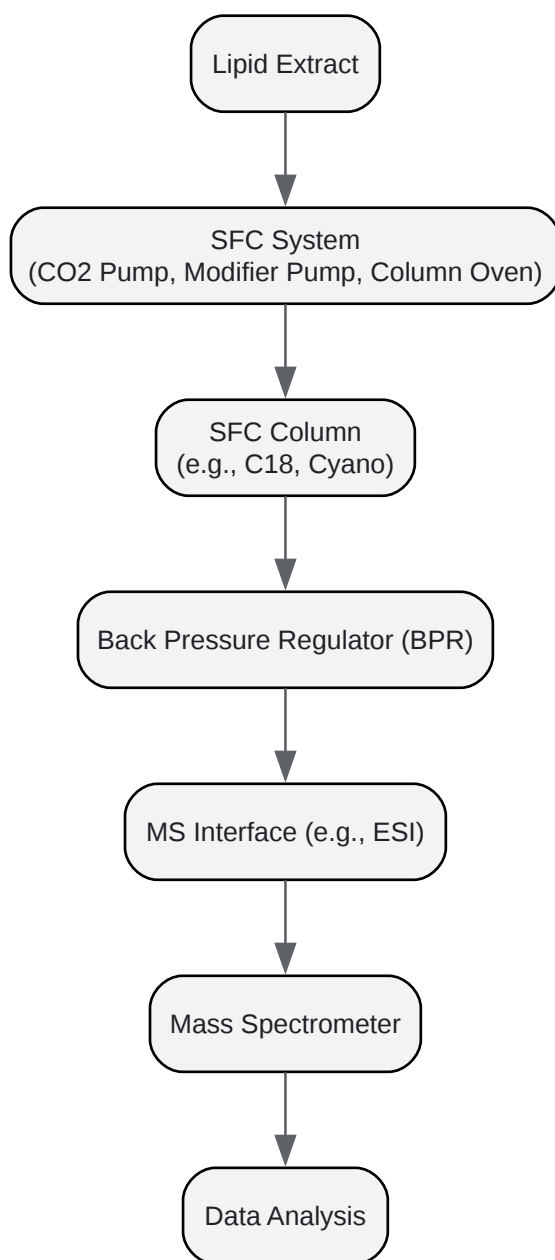 Lipid Extract
SFC System
(CO2 Pump, Modifier Pump, Column Oven)
SFC Column
(e.g., C18, Cyano)
Back Pressure Regulator (BPR)
MS Interface (e.g., ESI)
Mass Spectrometer
Data Analysis